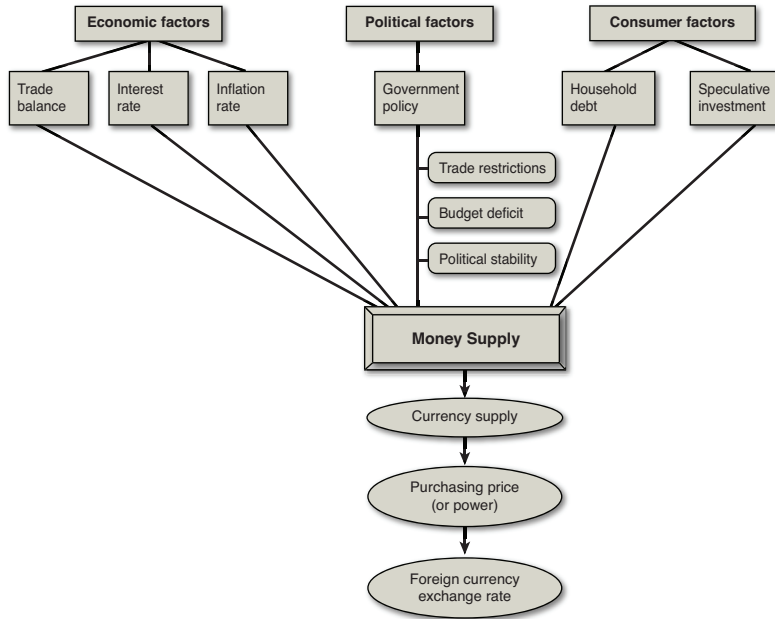 Economic factors
Political factors
Consumer factors
Trade
balance
Interest
rate
Inflation
rate
Government
policy
Household
debt
Speculative
investment
Trade restrictions
Budget deficit
Political stability
Money Supply
Currency supply
Purchasing price
(or power)
Foreign currency
exchange rate